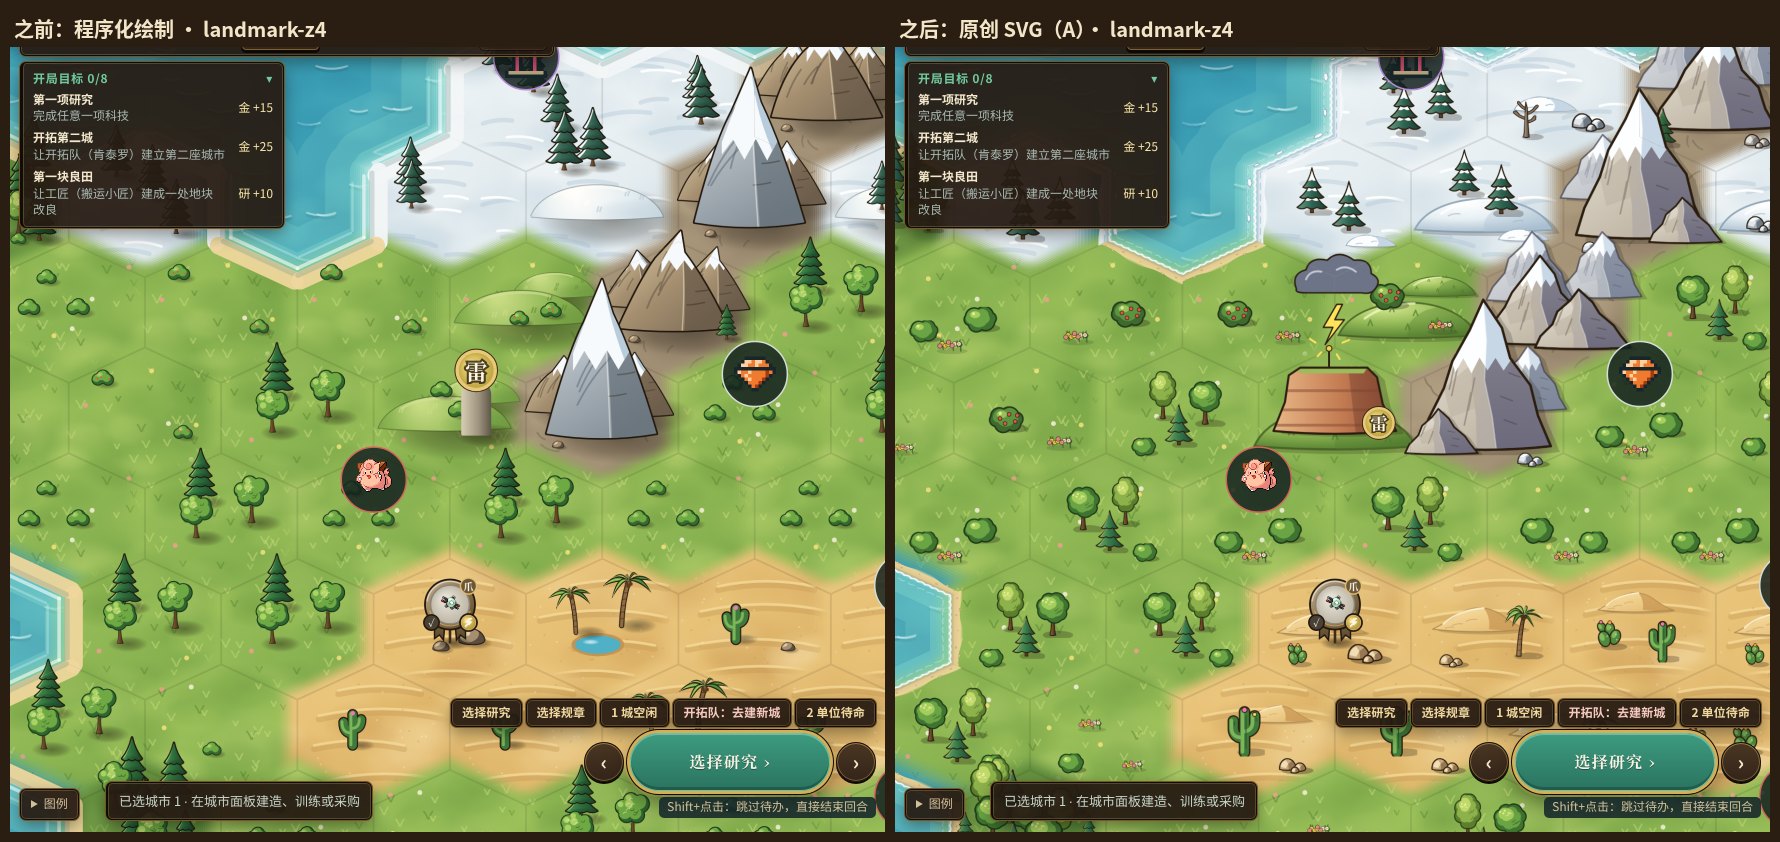 之前：程序化绘制 · landmark-z4
开局目标 0/8 ▼
第一项研究
完成任意一项科技
金 +15
开拓第二城
让开拓队（肯泰罗）建立第二座城市
金 +25
第一块良田
让工匠（搬运小匠）建成一处地块
改良
研 +10
雷
爪
选择研究
选择规章
1 城空闲
开拓队：去建新城
2 单位待命
‹
选择研究 ›
›
▶ 图例
已选城市 1 · 在城市面板建造、训练或采购
Shift+点击：跳过待办，直接结束回合
之后：原创 SVG（A）· landmark-z4
开局目标 0/8 ▼
第一项研究
完成任意一项科技
金 +15
开拓第二城
让开拓队（肯泰罗）建立第二座城市
金 +25
第一块良田
让工匠（搬运小匠）建成一处地块
改良
研 +10
雷
爪
选择研究
选择规章
1 城空闲
开拓队：去建新城
2 单位待命
‹
选择研究 ›
›
▶ 图例
已选城市 1 · 在城市面板建造、训练或采购
Shift+点击：跳过待办，直接结束回合